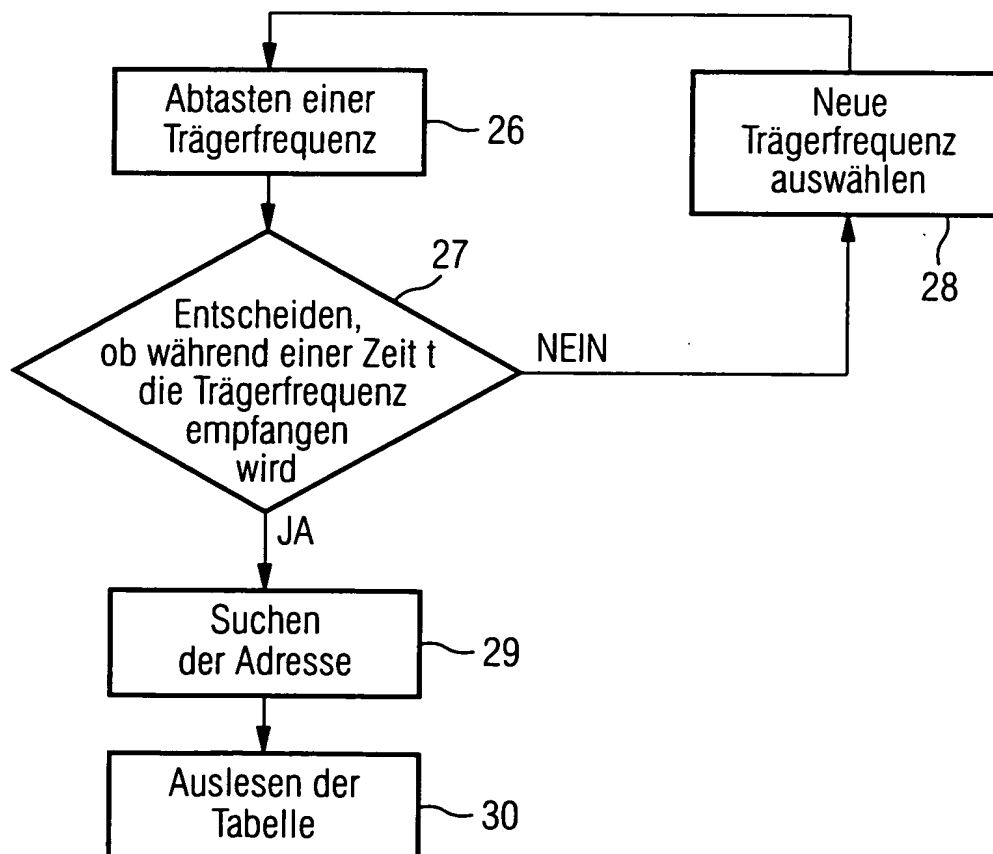 Abtasten einer
Trägerfrequenz
26
Neue
Trägerfrequenz
auswählen
28
27
Entscheiden,
ob während einer Zeit t
die Trägerfrequenz
empfangen
wird
NEIN
JA
Suchen
der Adresse
29
Auslesen der
Tabelle
30